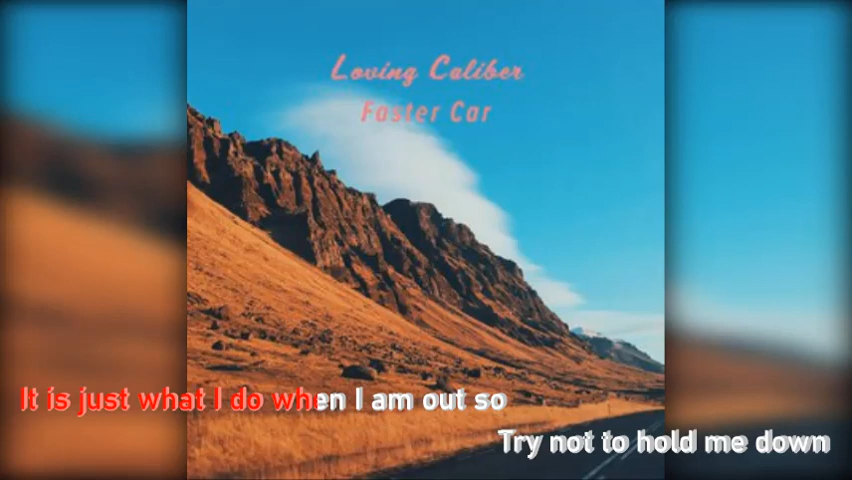 Loving Caliber
Faster Car
It is just what I do when I am out so
Try not to hold me down